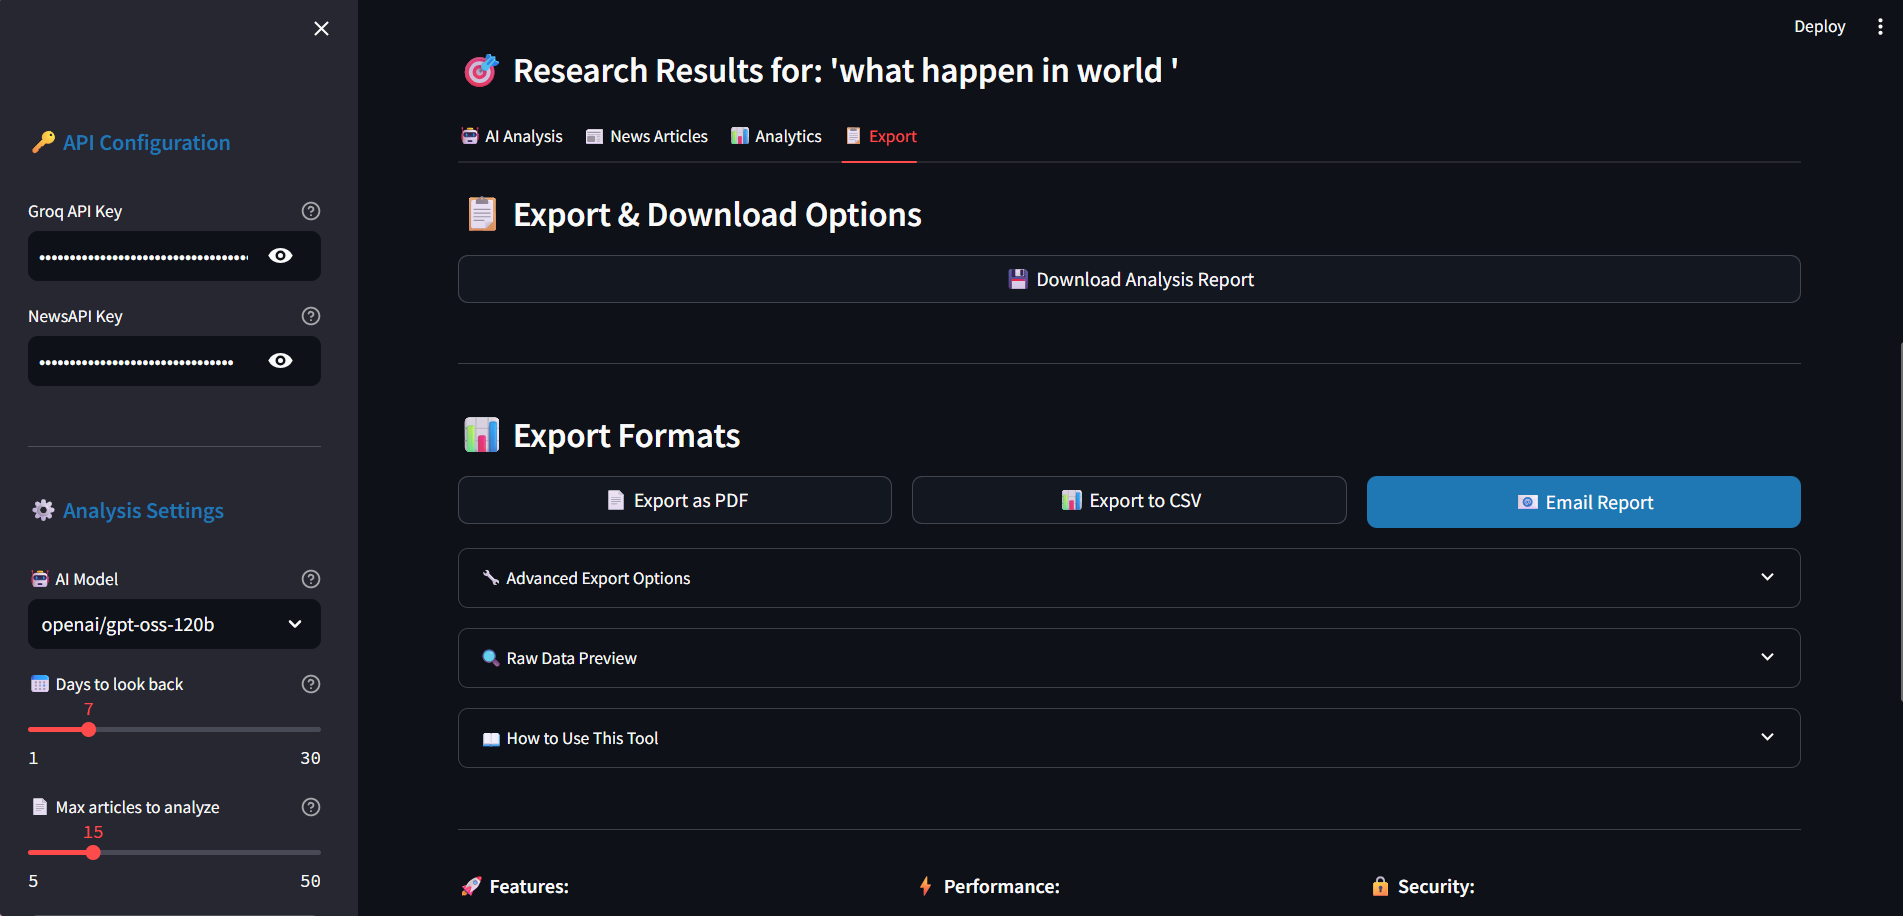 Deploy
API Configuration
Groq API Key
NewsAPI Key
Analysis Settings
AI Model
openai/gpt-oss-120b
Days to look back
7
1 30
Max articles to analyze
15
5 50
Research Results for: 'what happen in world '
AI Analysis News Articles Analytics Export
Export & Download Options
Download Analysis Report
Export Formats
Export as PDF Export to CSV Email Report
Advanced Export Options
Raw Data Preview
How to Use This Tool
Features: Performance: Security: